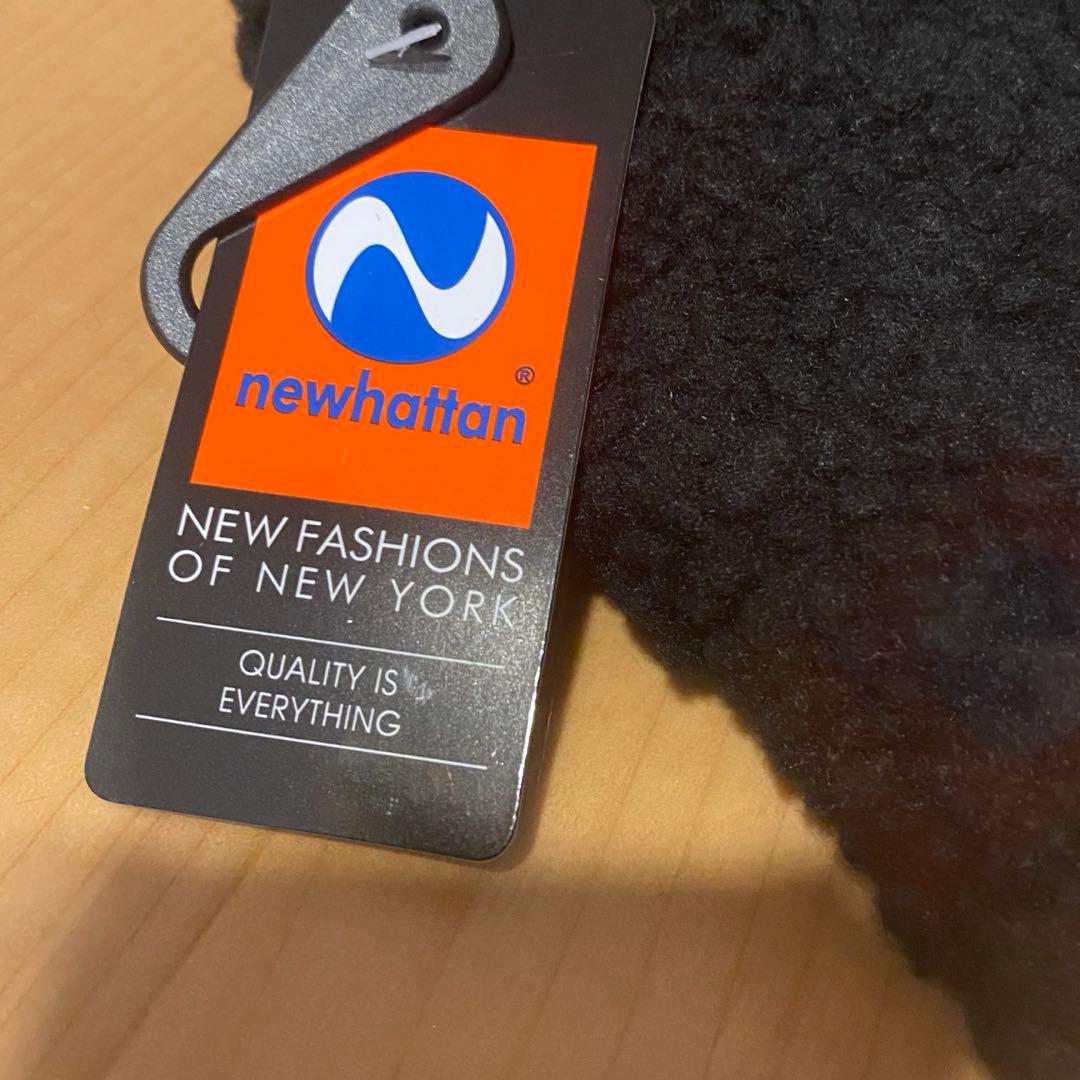 newhattan ®
NEW FASHIONS
OF NEW YORK
QUALITY IS
EVERYTHING